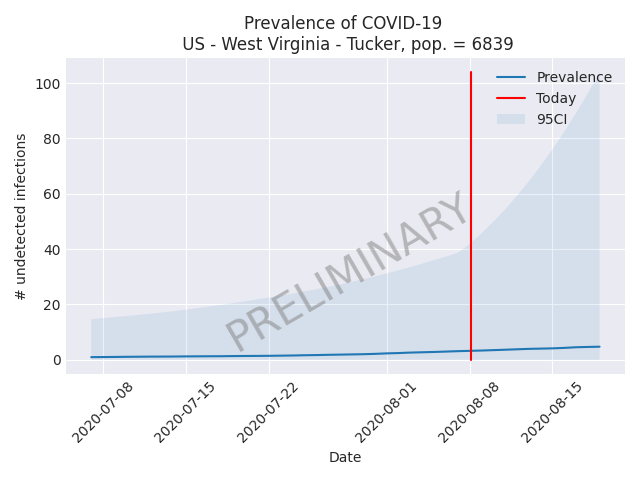 Prevalence of COVID-19
US - West Virginia - Tucker, pop. = 6839
100
80
60
40
20
0
# undetected infections
Prevalence
Today
95CI
PRELIMINARY
2020-07-08
2020-07-15
2020-07-22
2020-08-01
2020-08-08
2020-08-15
Date